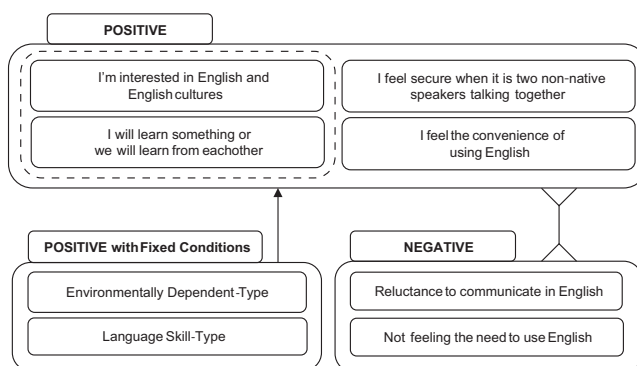 POSITIVE
I'm interested in English and
English cultures
I feel secure when it is two non-native
speakers talking together
I will learn something or
we will learn from eachother
I feel the convenience of
using English
POSITIVE with Fixed Conditions
NEGATIVE
Environmentally Dependent-Type
Reluctance to communicate in English
Language Skill-Type
Not feeling the need to use English